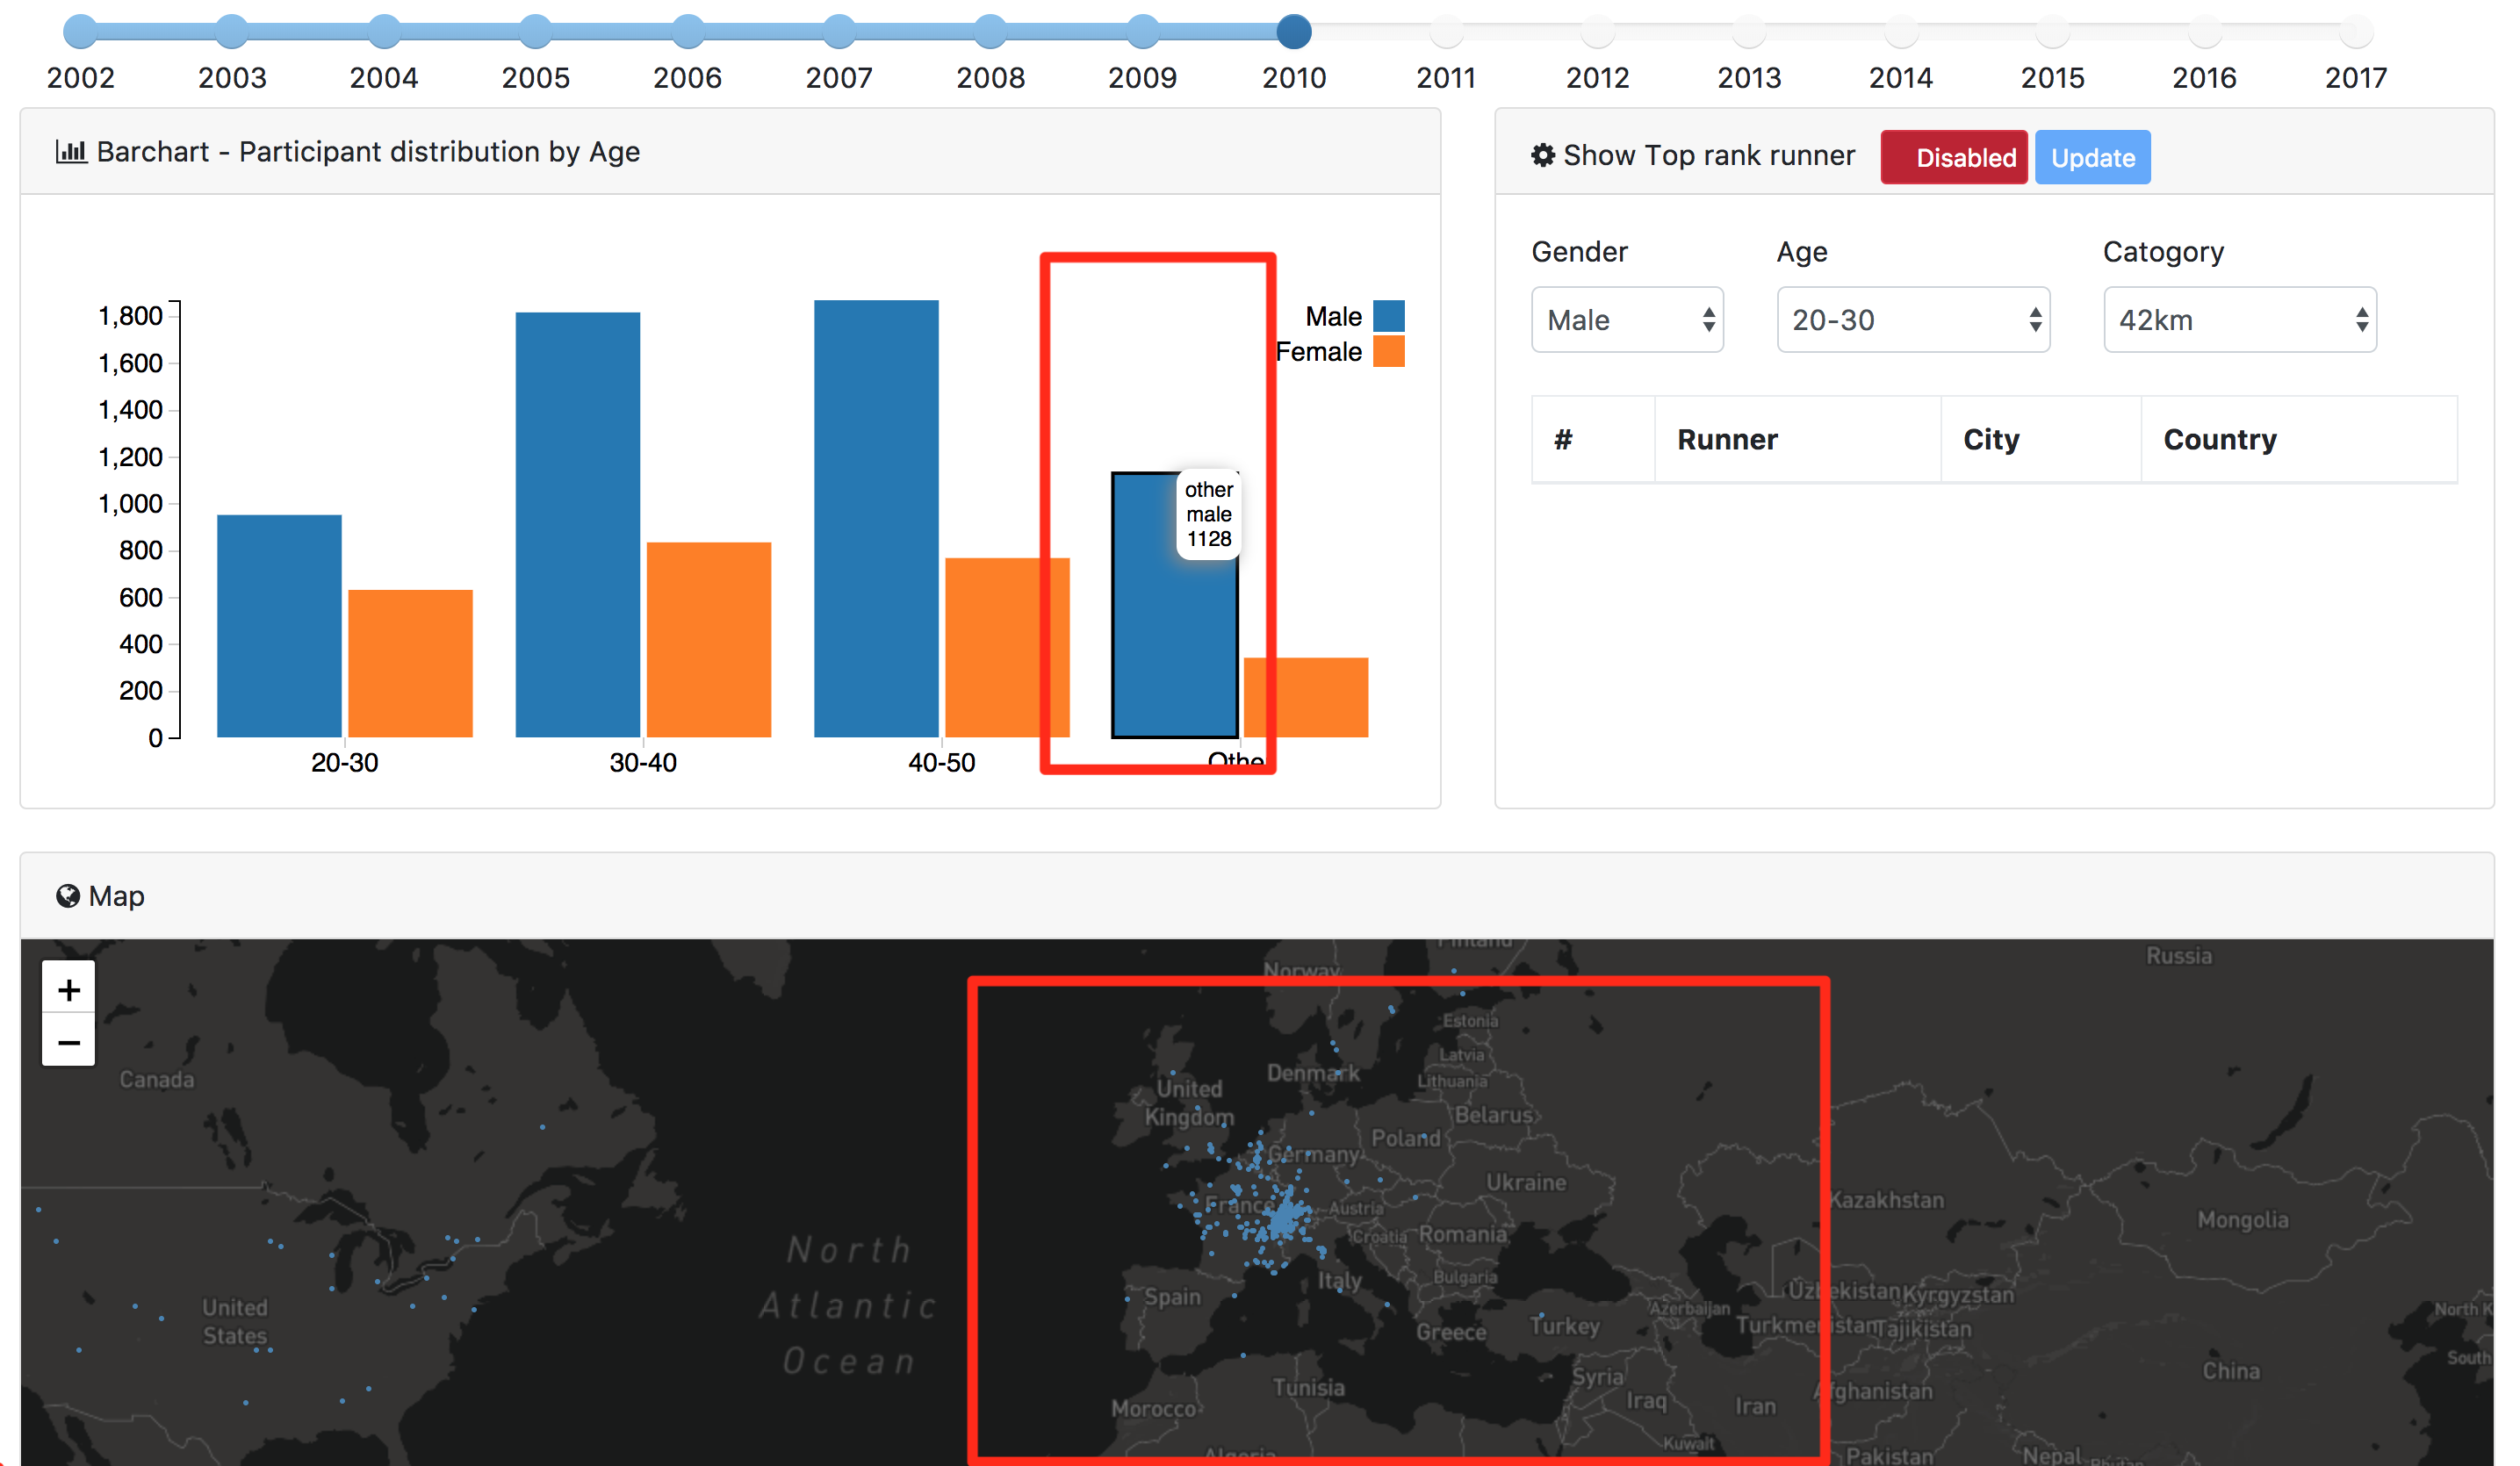 2002 2003 2004 2005 2006 2007 2008 2009 2010 2011 2012 2013 2014 2015 2016 2017
Barchart - Participant distribution by Age
1,800
1,600
1,400
1,200
1,000
800
600
400
200
0
Male
Female
other
male
1128
20-30 30-40 40-50 Othe
Show Top rank runner Disabled Update
Gender Age Catogory
Male 20-30 42km
# Runner City Country
Map
+
−
Finland
Russia
Norway
Estonia
Latvia
Denmark
Lithuania
Canada
United
Kingdom
Belarus
Poland
Germany
Ukraine
France
Austria
Kazakhstan
Mongolia
Croatia Romania
North
Atlantic
Ocean
Italy
Bulgaria
Spain
Uzbekistan Kyrgyzstan
United
States
Azerbaijan
North K
Greece
Turkey
Turkmenistan Tajikistan
South
Syria
China
Tunisia
Iraq
Iran
Afghanistan
Morocco
Kuwait
Algeria
Pakistan
Nepal
Bhutan